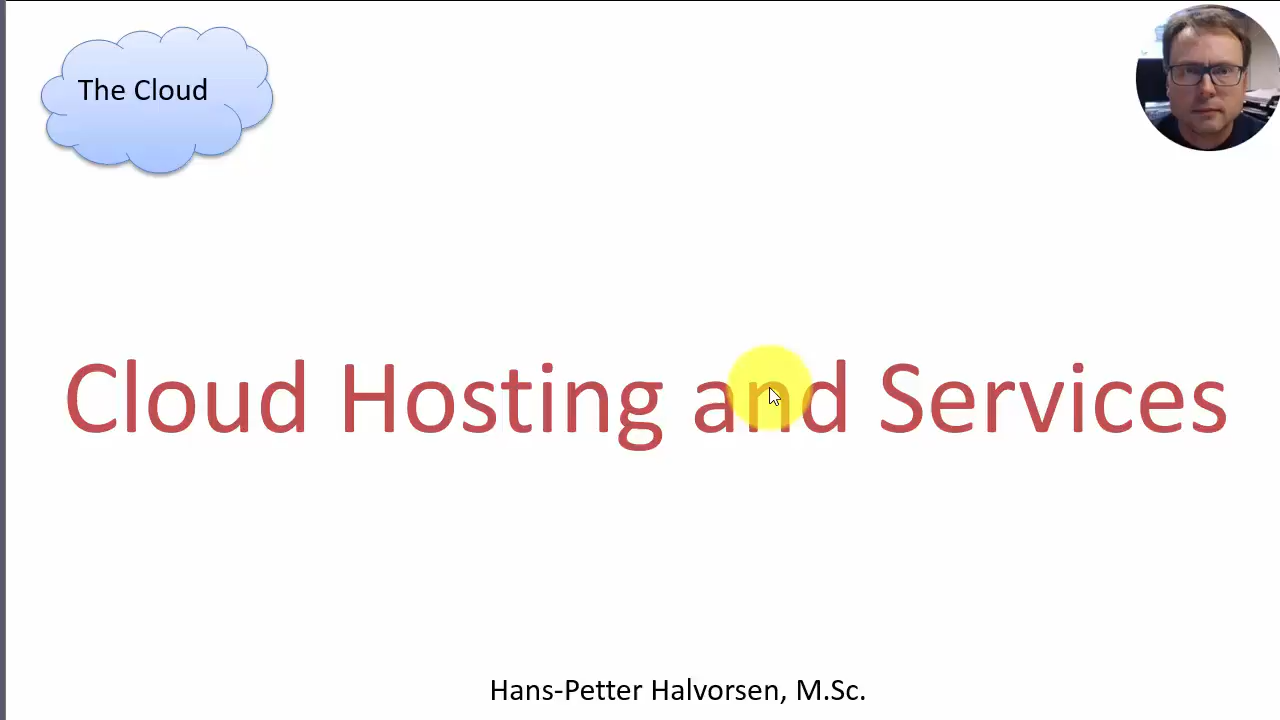 The Cloud
Cloud Hosting and Services
Hans-Petter Halvorsen, M.Sc.